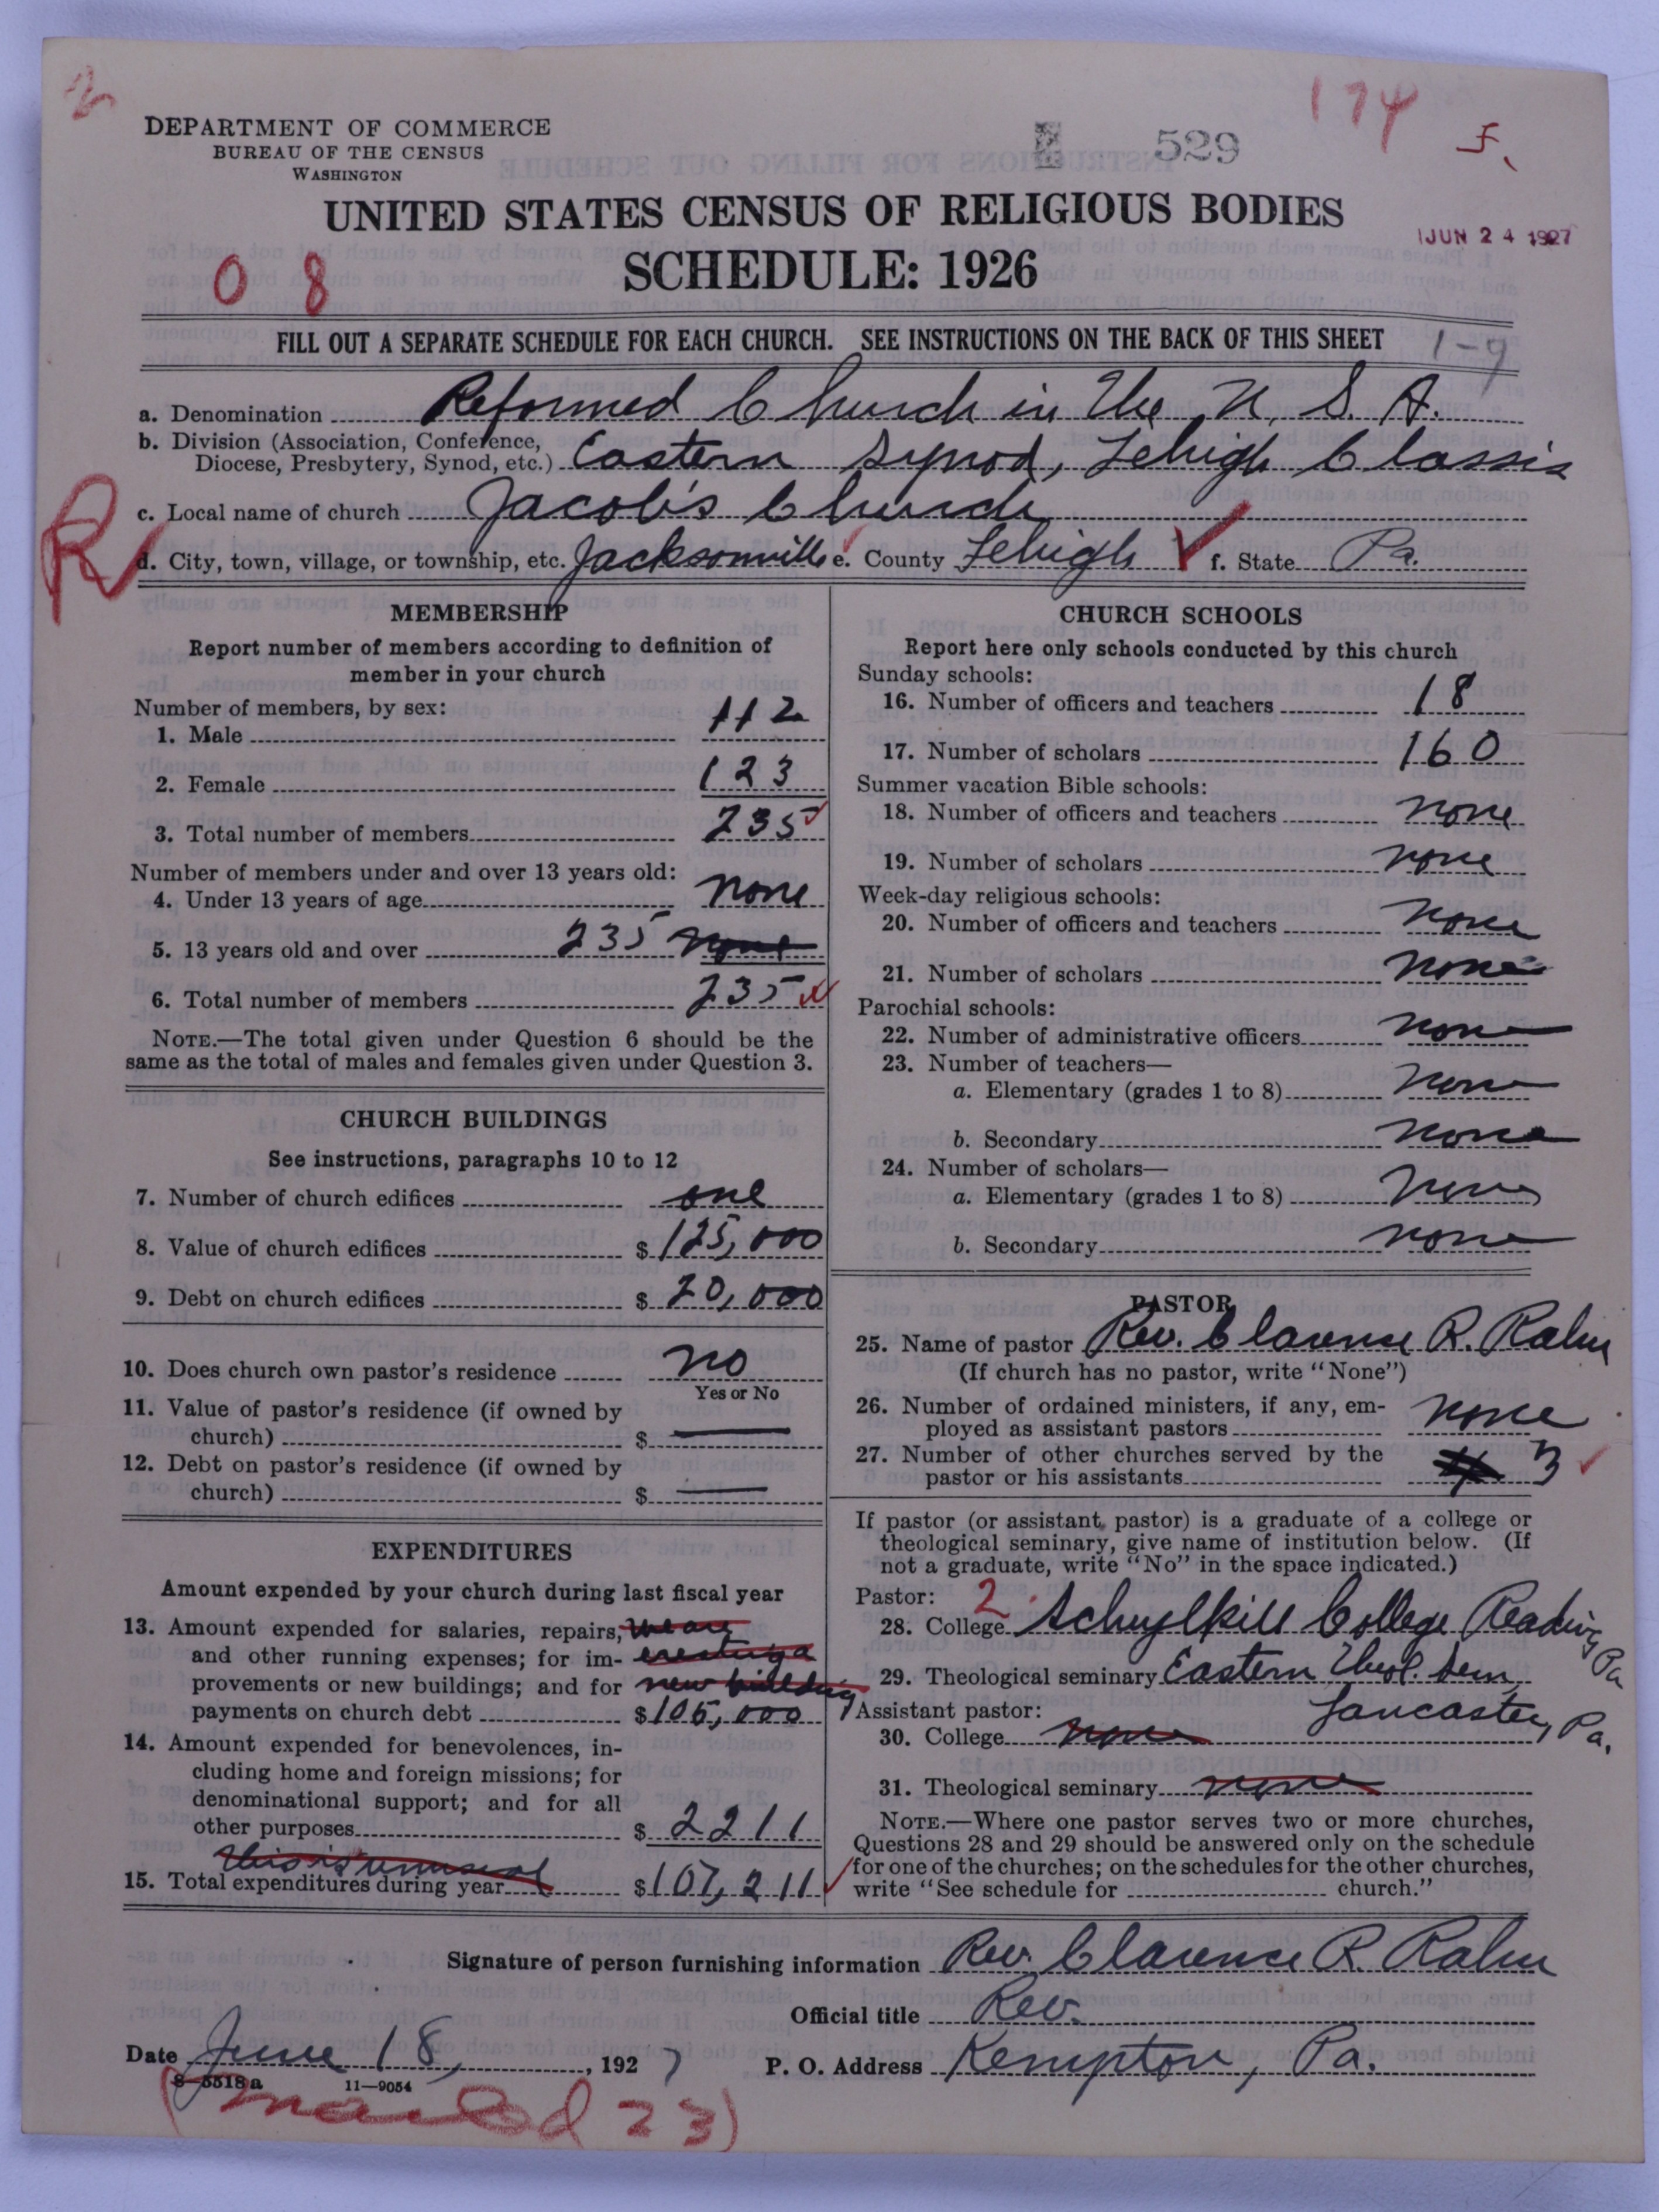 2
174
DEPARTMENT OF COMMERCE
BUREAU OF THE CENSUS
WASHINGTON
529
UNITED STATES CENSUS OF RELIGIOUS BODIES
JUN 24 1927
SCHEDULE: 1926
0 8
FILL OUT A SEPARATE SCHEDULE FOR EACH CHURCH. SEE INSTRUCTIONS ON THE BACK OF THIS SHEET
1-9
a. Denomination Reformed Church in the U. S. A.
b. Division (Association, Conference, Diocese, Presbytery, Synod, etc.) Eastern Synod, Lehigh Classis
c. Local name of church Jacob's Church
R
d. City, town, village, or township, etc. Jacksonville e. County Lehigh f. State Pa.
MEMBERSHIP
Report number of members according to definition of
member in your church
Number of members, by sex:
1. Male 112
2. Female 123
3. Total number of members 235
Number of members under and over 13 years old:
4. Under 13 years of age none
5. 13 years old and over 235 none
6. Total number of members 235
NOTE.—The total given under Question 6 should be the
same as the total of males and females given under Question 3.
CHURCH BUILDINGS
See instructions, paragraphs 10 to 12
7. Number of church edifices one
8. Value of church edifices $ 125,000
9. Debt on church edifices $ 20,000
10. Does church own pastor's residence no
Yes or No
11. Value of pastor's residence (if owned by
church) $ —
12. Debt on pastor's residence (if owned by
church) $ —
EXPENDITURES
Amount expended by your church during last fiscal year
13. Amount expended for salaries, repairs, we are
and other running expenses; for im- erecting a
provements or new buildings; and for new building
payments on church debt $ 105,000
14. Amount expended for benevolences, in-
cluding home and foreign missions; for
denominational support; and for all
other purposes $ 2211
this is unusual
15. Total expenditures during year $ 107,211
CHURCH SCHOOLS
Report here only schools conducted by this church
Sunday schools:
16. Number of officers and teachers 18
17. Number of scholars 160
Summer vacation Bible schools:
18. Number of officers and teachers none
19. Number of scholars none
Week-day religious schools:
20. Number of officers and teachers none
21. Number of scholars none
Parochial schools:
22. Number of administrative officers none
23. Number of teachers—
a. Elementary (grades 1 to 8) none
b. Secondary none
24. Number of scholars—
a. Elementary (grades 1 to 8) none
b. Secondary none
PASTOR
25. Name of pastor Rev. Clarence R. Rahn
(If church has no pastor, write "None")
26. Number of ordained ministers, if any, em-
ployed as assistant pastors none
27. Number of other churches served by the
pastor or his assistants 3
If pastor (or assistant pastor) is a graduate of a college or
theological seminary, give name of institution below. (If
not a graduate, write "No" in the space indicated.)
Pastor: 2
28. College Schuylkill College Reading Pa
29. Theological seminary Eastern Theol. Sem
Assistant pastor: Lancaster, Pa.
30. College none
31. Theological seminary none
NOTE.—Where one pastor serves two or more churches,
Questions 28 and 29 should be answered only on the schedule
for one of the churches; on the schedules for the other churches,
write "See schedule for church."
Signature of person furnishing information Rev. Clarence R. Rahn
Official title Rev.
Date June 18, 1927 P. O. Address Kempton, Pa.
8-5518a 11—9054
(mailed 23)